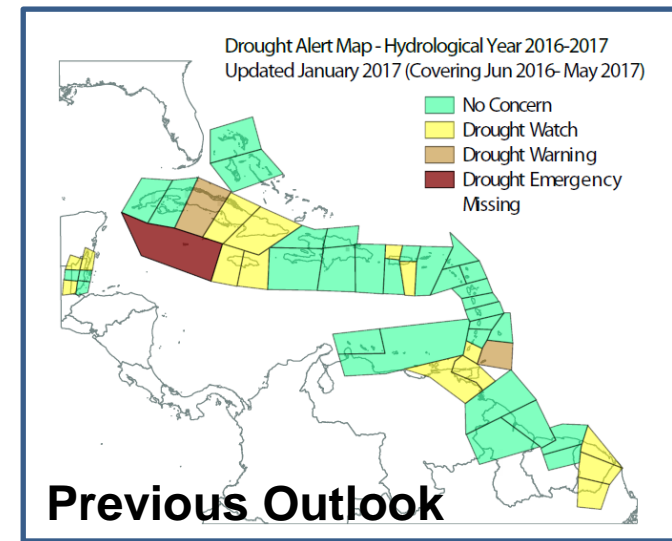 Drought Alert Map - Hydrological Year 2016-2017
Updated January 2017 (Covering Jun 2016- May 2017)
No Concern
Drought Watch
Drought Warning
Drought Emergency
Missing
Previous Outlook